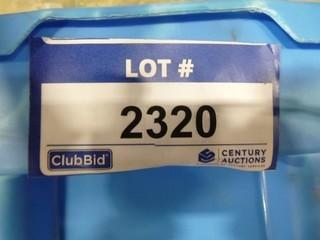 LOT #
2320
ClubBid
CENTURY
AUCTIONS